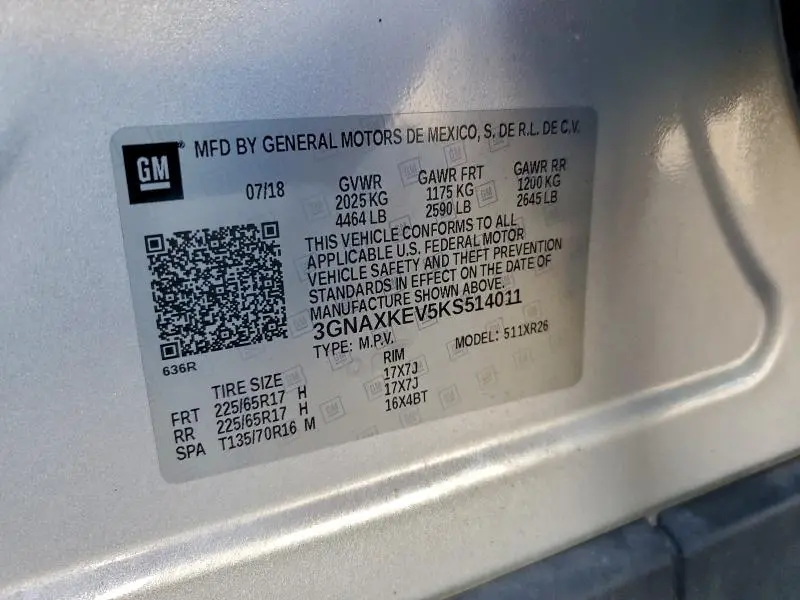 GM
MFD BY GENERAL MOTORS DE MEXICO, S. DE R.L. DE C.V.
07/18 GVWR GAWR FRT GAWR RR
2025 KG 1175 KG 1200 KG
4464 LB 2590 LB 2645 LB
THIS VEHICLE CONFORMS TO ALL
APPLICABLE U.S. FEDERAL MOTOR
VEHICLE SAFETY AND THEFT PREVENTION
STANDARDS IN EFFECT ON THE DATE OF
MANUFACTURE SHOWN ABOVE.
3GNAXKEV5KS514011
TYPE: M.P.V. MODEL: 511XR26
636R
TIRE SIZE RIM
FRT 225/65R17 H 17X7J
RR 225/65R17 H 17X7J
SPA T135/70R16 M 16X4BT